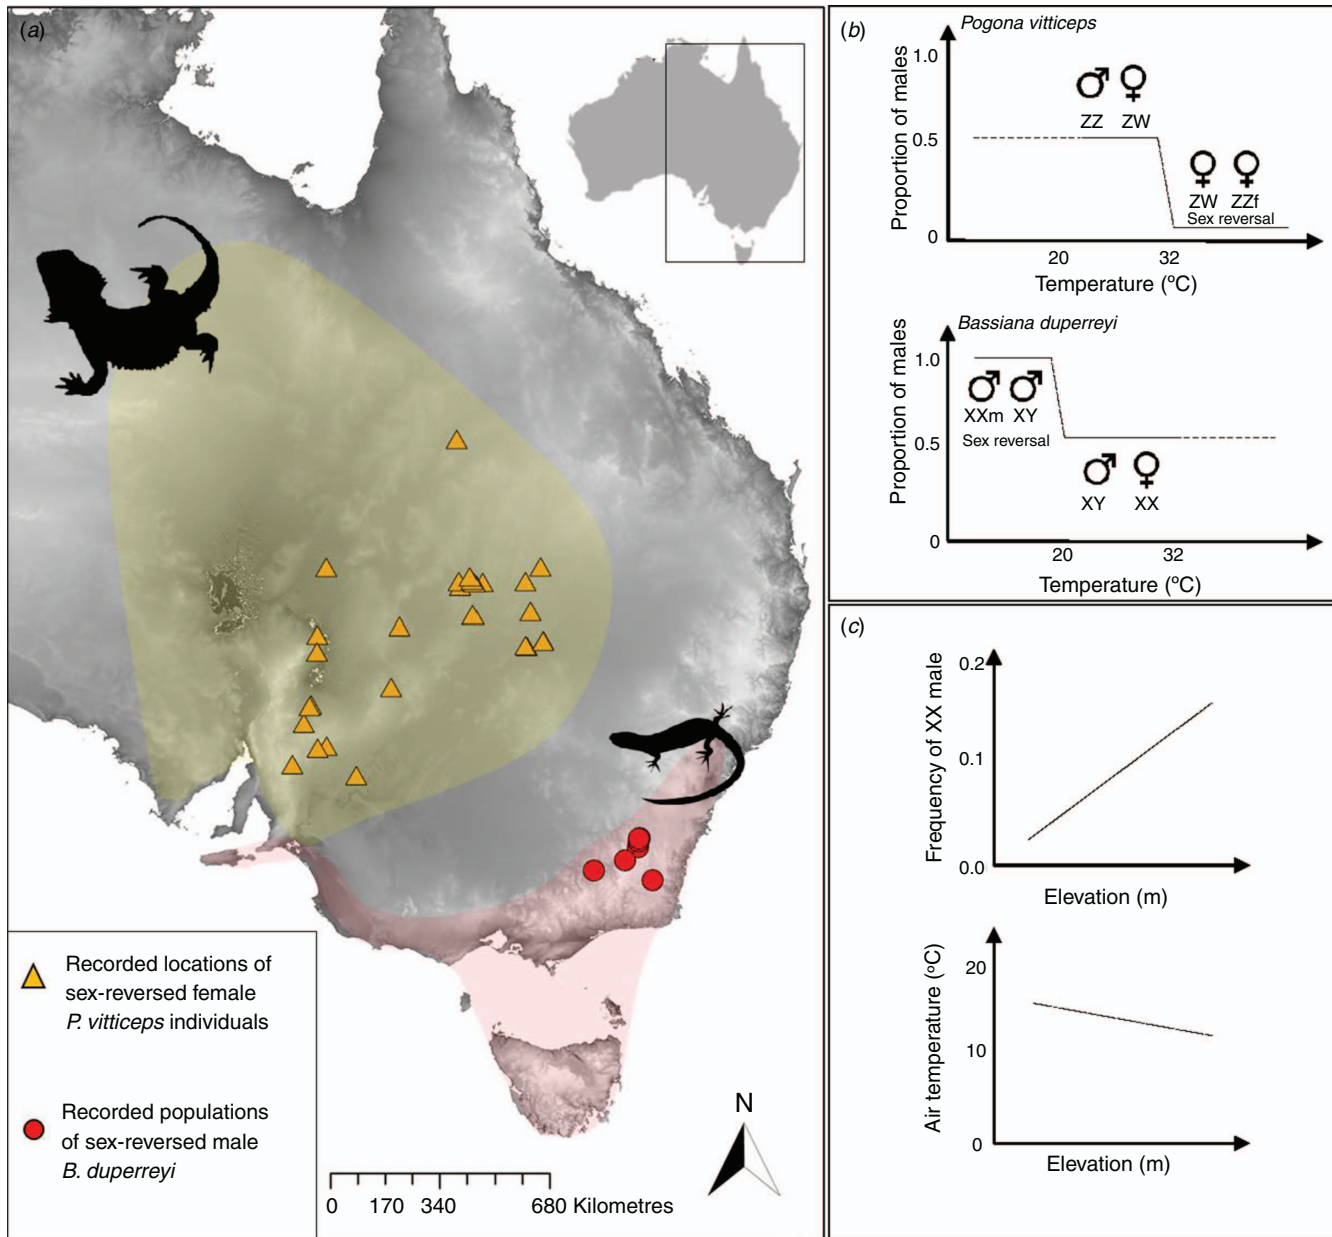 (a)
Recorded locations of
sex-reversed female
P. vitticeps individuals
Recorded populations
of sex-reversed male
B. duperreyi
0 170 340 680 Kilometres
N
(b)
Pogona vitticeps
Proportion of males
1.0
0.5
0
♂ ♀
ZZ ZW
♀ ♀
ZW ZZf
Sex reversal
20 32
Temperature (ºC)
Bassiana duperreyi
Proportion of males
1.0
0.5
0
♂ ♂
XXm XY
Sex reversal
♂ ♀
XY XX
20 32
Temperature (ºC)
(c)
Frequency of XX male
0.2
0.1
0.0
Elevation (m)
Air temperature (ºC)
20
10
0
Elevation (m)